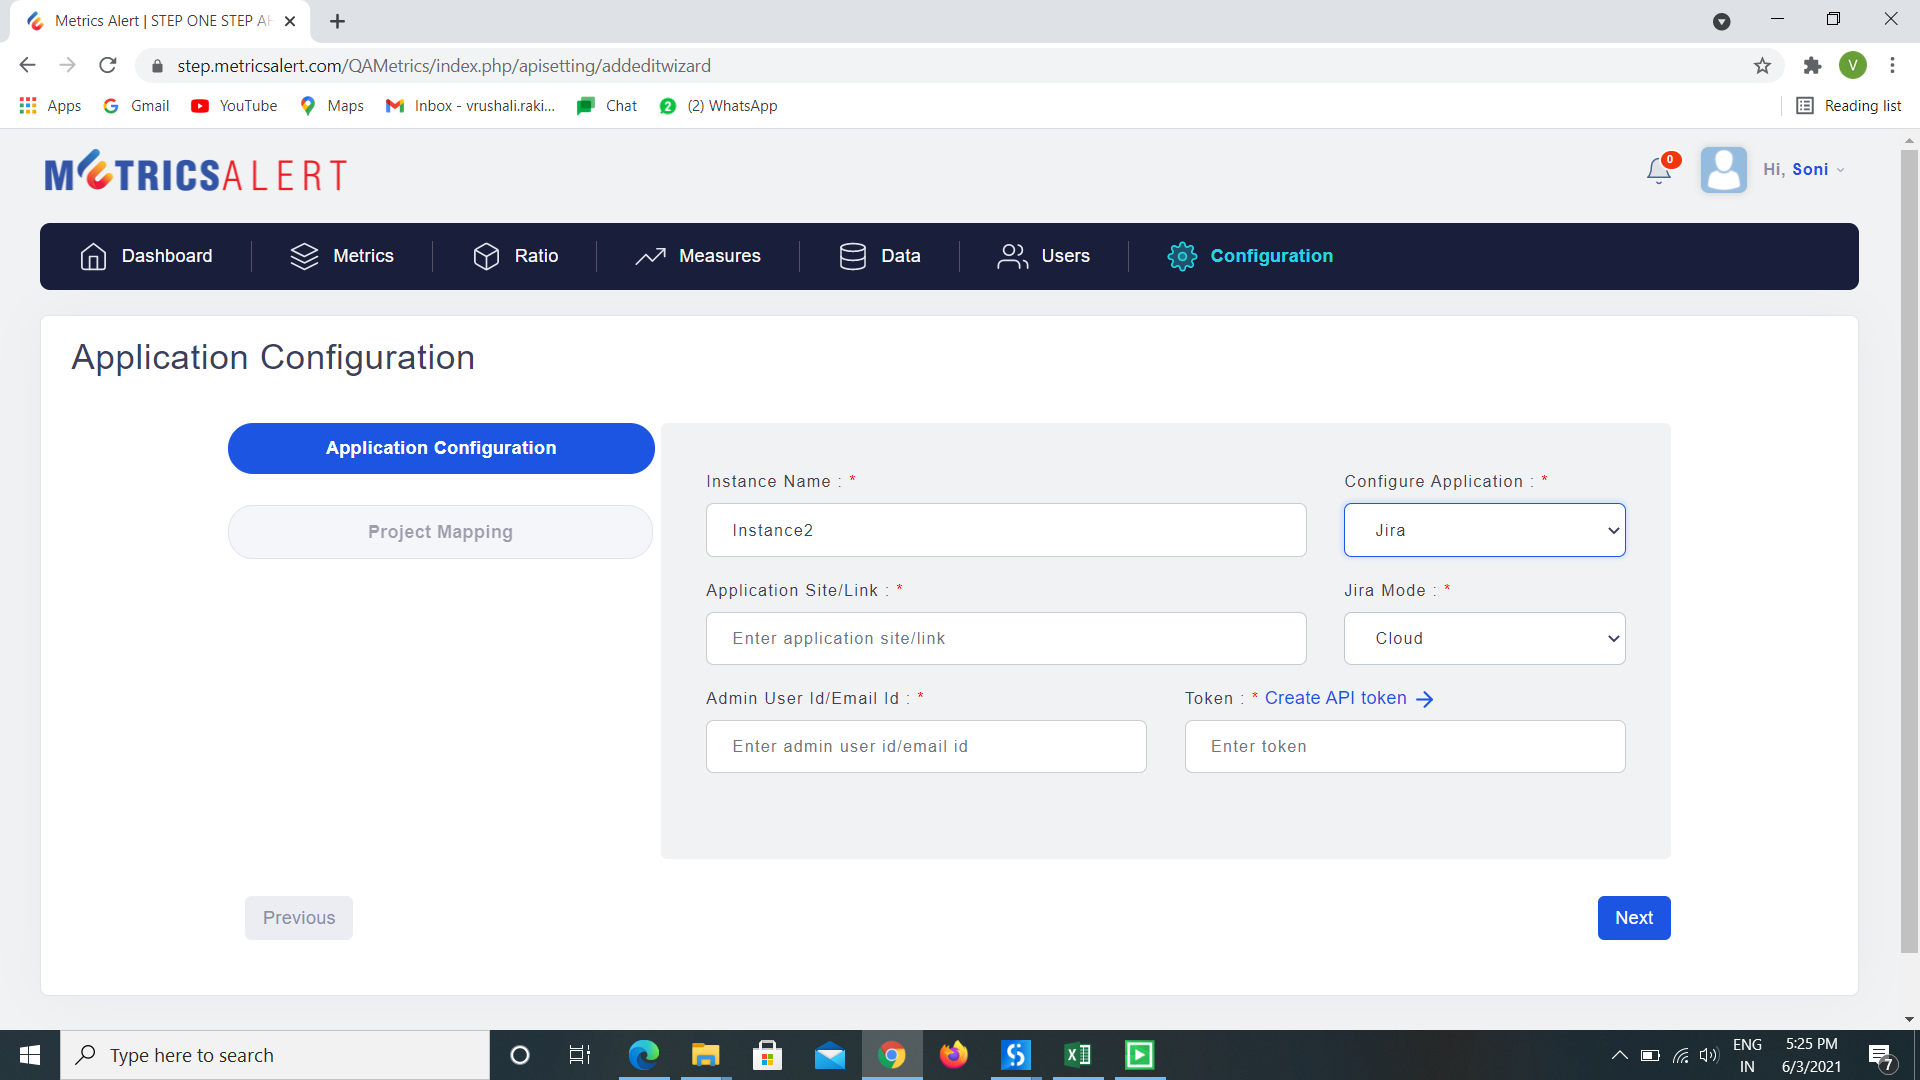 Metrics Alert | STEP ONE STEP AH
step.metricsalert.com/QAMetrics/index.php/apisetting/addeditwizard
V
Apps Gmail YouTube Maps Inbox - vrushali.raki... Chat 2 (2) WhatsApp Reading list
METRICSALERT
0
Hi, Soni
Dashboard Metrics Ratio Measures Data Users Configuration
Application Configuration
Application Configuration
Project Mapping
Instance Name : * Configure Application : *
Instance2 Jira
Application Site/Link : * Jira Mode : *
Enter application site/link Cloud
Admin User Id/Email Id : * Token : * Create API token
Enter admin user id/email id Enter token
Previous Next
Type here to search
ENG 5:25 PM
IN 6/3/2021
7